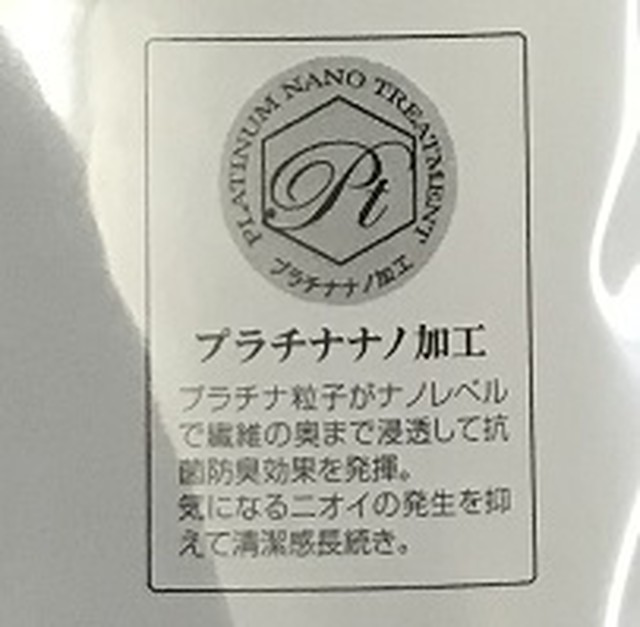 PLATINUM NANO TREATMENT
Pt
プラチナナノ加工
プラチナナノ加工
プラチナ粒子がナノレベル
で繊維の奥まで浸透して抗
菌防臭効果を発揮。
気になるニオイの発生を抑
えて清潔感長続き。